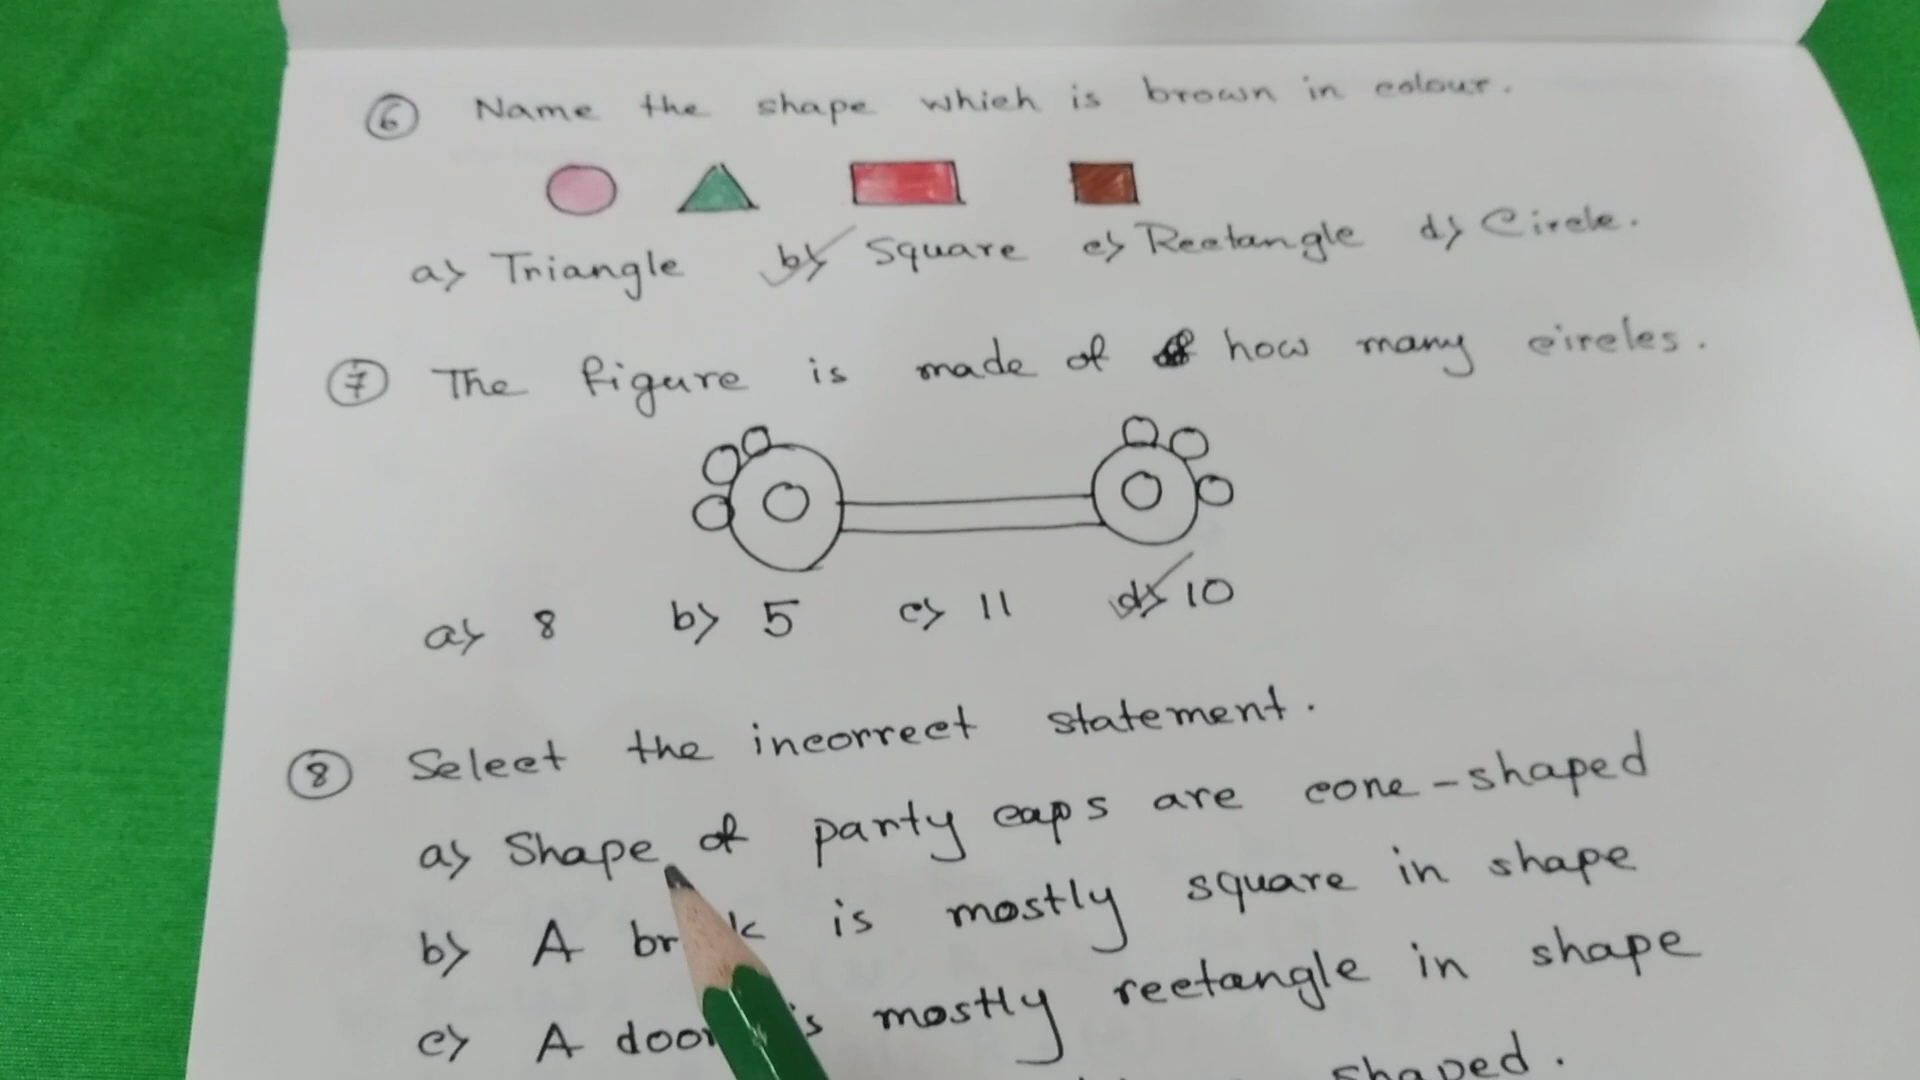 6 Name the shape which is brown in colour.
a) Triangle b) Square c) Rectangle d) Circle.
7 The figure is made of how many circles.
a) 8 b) 5 c) 11 d) 10
8 Select the incorrect statement.
a) Shape of party caps are cone-shaped
b) A is mostly square in shape
c) A door is mostly rectangle in shape
shaped.